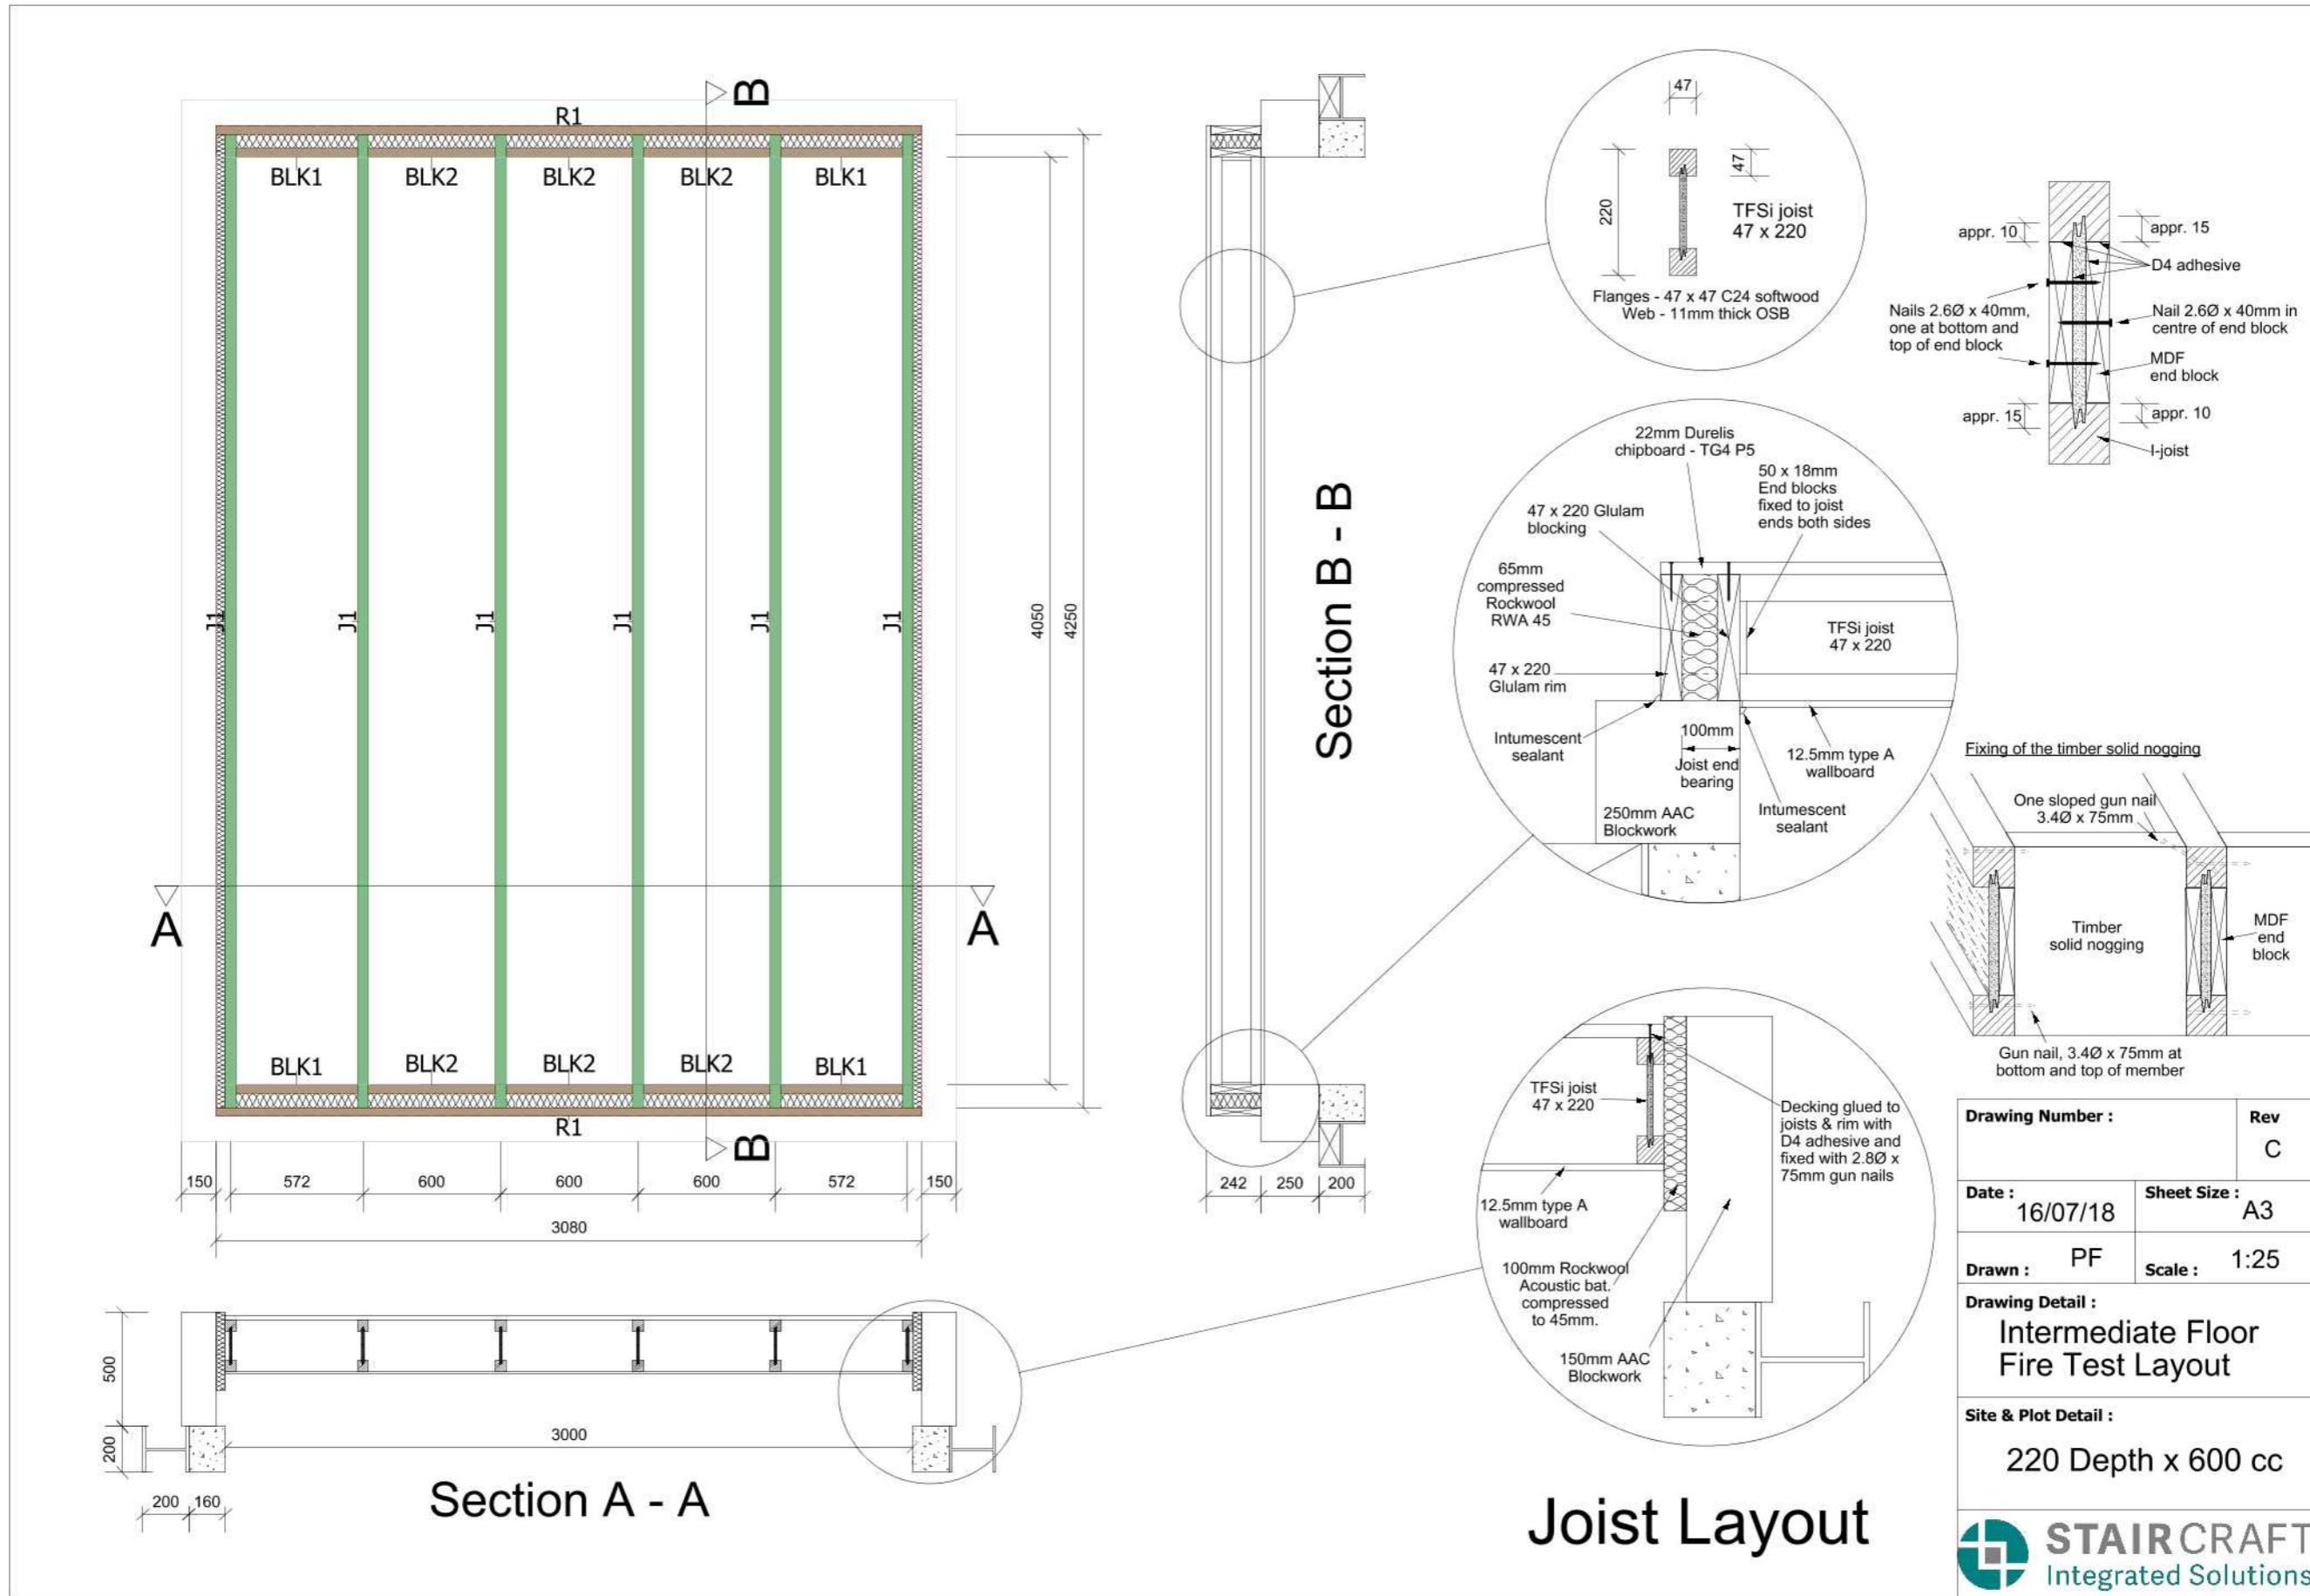 B
R1
BLK1
BLK2
BLK2
BLK2
BLK1
J1
J1
J1
J1
J1
J1
4050
4250
A
A
BLK1
BLK2
BLK2
BLK2
BLK1
R1
B
150
572
600
600
600
572
150
3080
500
200
3000
200
160
Section A - A
242
250
200
Section B - B
47
220
47
TFSi joist
47 x 220
Flanges - 47 x 47 C24 softwood
Web - 11mm thick OSB
appr. 10
appr. 15
D4 adhesive
Nails 2.6Ø x 40mm,
one at bottom and
top of end block
Nail 2.6Ø x 40mm in
centre of end block
MDF
end block
appr. 15
appr. 10
I-joist
22mm Durelis
chipboard - TG4 P5
50 x 18mm
End blocks
fixed to joist
ends both sides
47 x 220 Glulam
blocking
65mm
compressed
Rockwool
RWA 45
TFSi joist
47 x 220
47 x 220
Glulam rim
Intumescent
sealant
100mm
Joist end
bearing
12.5mm type A
wallboard
250mm AAC
Blockwork
Intumescent
sealant
Fixing of the timber solid nogging
One sloped gun nail
3.4Ø x 75mm
Timber
solid nogging
MDF
end
block
Gun nail, 3.4Ø x 75mm at
bottom and top of member
TFSi joist
47 x 220
Decking glued to
joists & rim with
D4 adhesive and
fixed with 2.8Ø x
75mm gun nails
12.5mm type A
wallboard
100mm Rockwool
Acoustic bat.
compressed
to 45mm.
150mm AAC
Blockwork
Joist Layout
Drawing Number :
Rev
C
Date :
16/07/18
Sheet Size :
A3
Drawn :
PF
Scale :
1:25
Drawing Detail :
Intermediate Floor
Fire Test Layout
Site & Plot Detail :
220 Depth x 600 cc
STAIRCRAFT
Integrated Solutions